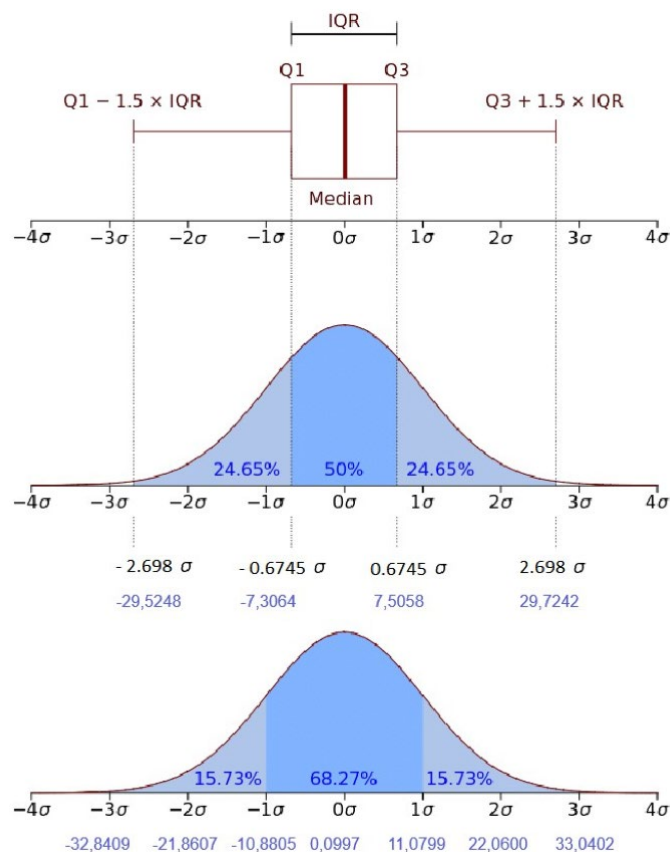 IQR
Q1 Q3
Q1 − 1.5 × IQR Q3 + 1.5 × IQR
Median
−4σ −3σ −2σ −1σ 0σ 1σ 2σ 3σ 4σ
24.65% 50% 24.65%
−4σ −3σ −2σ −1σ 0σ 1σ 2σ 3σ 4σ
- 2.698 σ - 0.6745 σ 0.6745 σ 2.698 σ
-29,5248 -7,3064 7,5058 29,7242
15.73% 68.27% 15.73%
−4σ −3σ −2σ −1σ 0σ 1σ 2σ 3σ 4σ
-32,8409 -21,8607 -10,8805 0,0997 11,0799 22,0600 33,0402